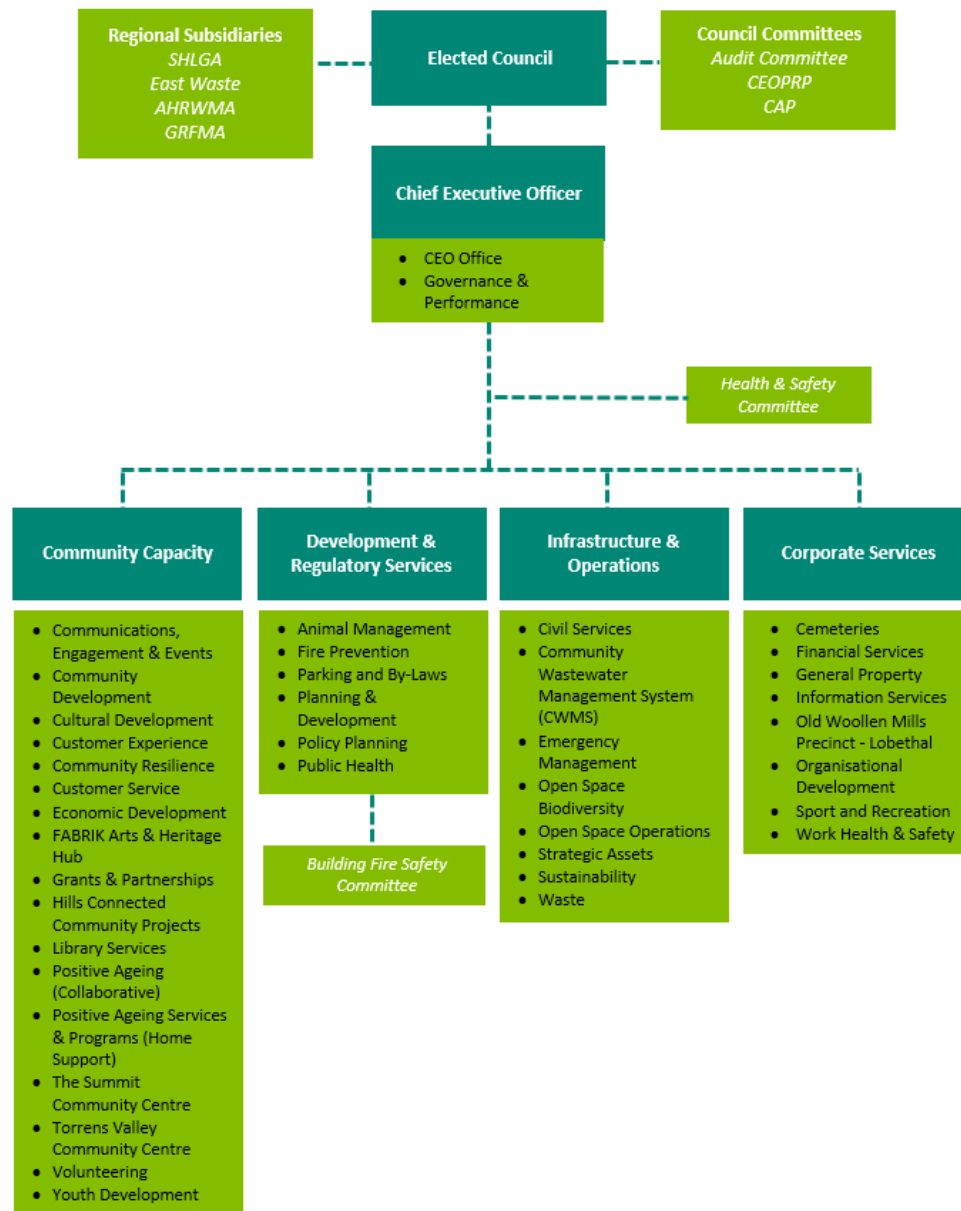 Regional Subsidiaries
SHLGA
East Waste
AHRWMA
GRFMA
Elected Council
Council Committees
Audit Committee
CEOPRP
CAP
Chief Executive Officer
• CEO Office
• Governance &
Performance
Health & Safety
Committee
Community Capacity
• Communications,
Engagement & Events
• Community
Development
• Cultural Development
• Customer Experience
• Community Resilience
• Customer Service
• Economic Development
• FABRIK Arts & Heritage
Hub
• Grants & Partnerships
• Hills Connected
Community Projects
• Library Services
• Positive Ageing
(Collaborative)
• Positive Ageing Services
& Programs (Home
Support)
• The Summit
Community Centre
• Torrens Valley
Community Centre
• Volunteering
• Youth Development
Development &
Regulatory Services
• Animal Management
• Fire Prevention
• Parking and By-Laws
• Planning &
Development
• Policy Planning
• Public Health
Building Fire Safety
Committee
Infrastructure &
Operations
• Civil Services
• Community
Wastewater
Management System
(CWMS)
• Emergency
Management
• Open Space
Biodiversity
• Open Space Operations
• Strategic Assets
• Sustainability
• Waste
Corporate Services
• Cemeteries
• Financial Services
• General Property
• Information Services
• Old Woollen Mills
Precinct - Lobethal
• Organisational
Development
• Sport and Recreation
• Work Health & Safety